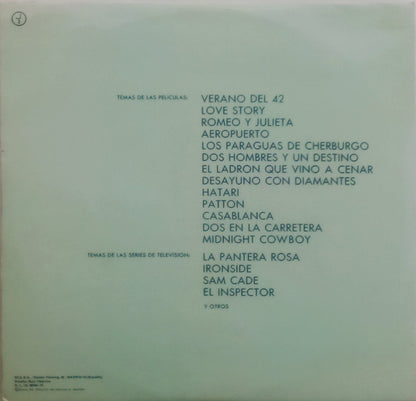 TEMAS DE LAS PELICULAS: VERANO DEL 42
LOVE STORY
ROMEO Y JULIETA
AEROPUERTO
LOS PARAGUAS DE CHERBURGO
DOS HOMBRES Y UN DESTINO
EL LADRON QUE VINO A CENAR
DESAYUNO CON DIAMANTES
HATARI
PATTON
CASABLANCA
DOS EN LA CARRETERA
MIDNIGHT COWBOY
TEMAS DE LAS SERIES DE TELEVISION: LA PANTERA ROSA
IRONSIDE
SAM CADE
EL INSPECTOR
Y OTROS